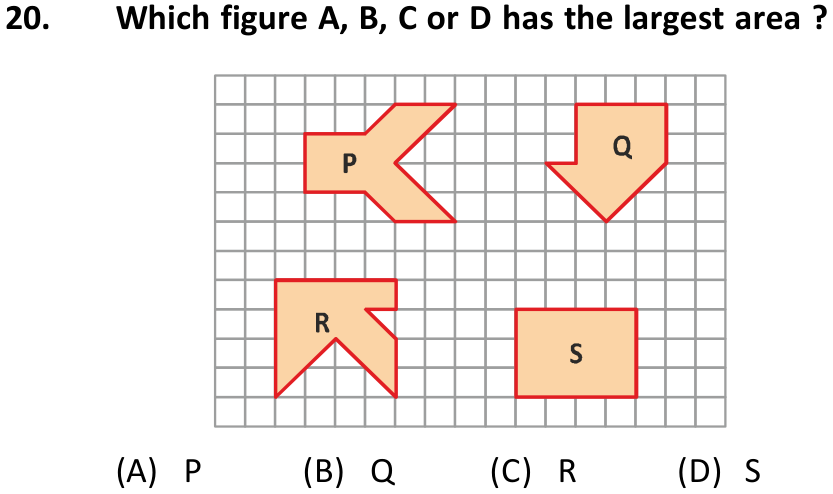 20. Which figure A, B, C or D has the largest area ?
P
Q
R
S
(A) P (B) Q (C) R (D) S